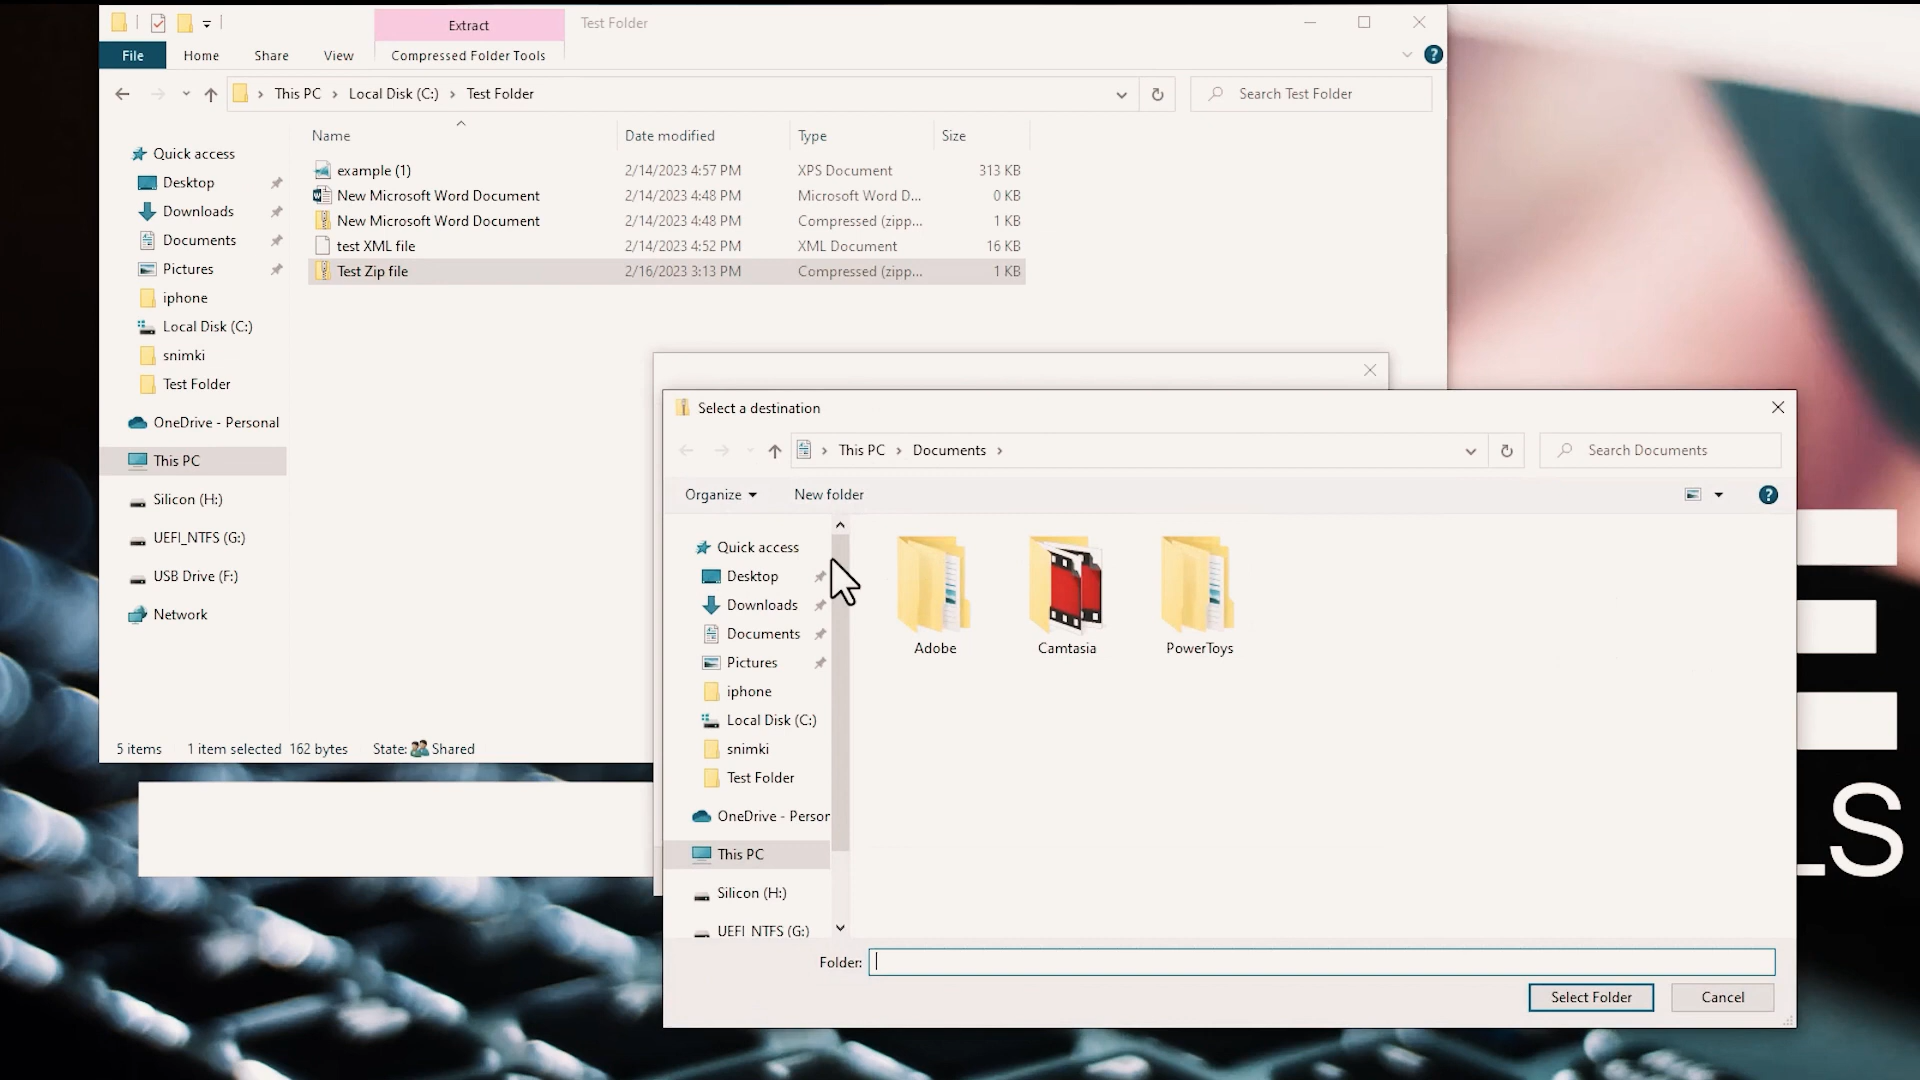 Extract
Test Folder
File
Home
Share
View
Compressed Folder Tools
This PC
Local Disk (C:)
Test Folder
Search Test Folder
Name
Date modified
Type
Size
example (1)
2/14/2023 4:57 PM
XPS Document
313 KB
New Microsoft Word Document
2/14/2023 4:48 PM
Microsoft Word D...
0 KB
New Microsoft Word Document
2/14/2023 4:48 PM
Compressed (zipp...
1 KB
test XML file
2/14/2023 4:52 PM
XML Document
16 KB
Test Zip file
2/16/2023 3:13 PM
Compressed (zipp...
1 KB
Quick access
Desktop
Downloads
Documents
Pictures
iphone
Local Disk (C:)
snimki
Test Folder
OneDrive - Personal
This PC
Silicon (H:)
UEFI_NTFS (G:)
USB Drive (F:)
Network
5 items
1 item selected
162 bytes
State:
Shared
Select a destination
This PC
Documents
Search Documents
Organize
New folder
Quick access
Desktop
Downloads
Documents
Pictures
iphone
Local Disk (C:)
snimki
Test Folder
OneDrive - Person
This PC
Silicon (H:)
UEFI_NTFS (G:)
Adobe
Camtasia
PowerToys
Folder:
Select Folder
Cancel